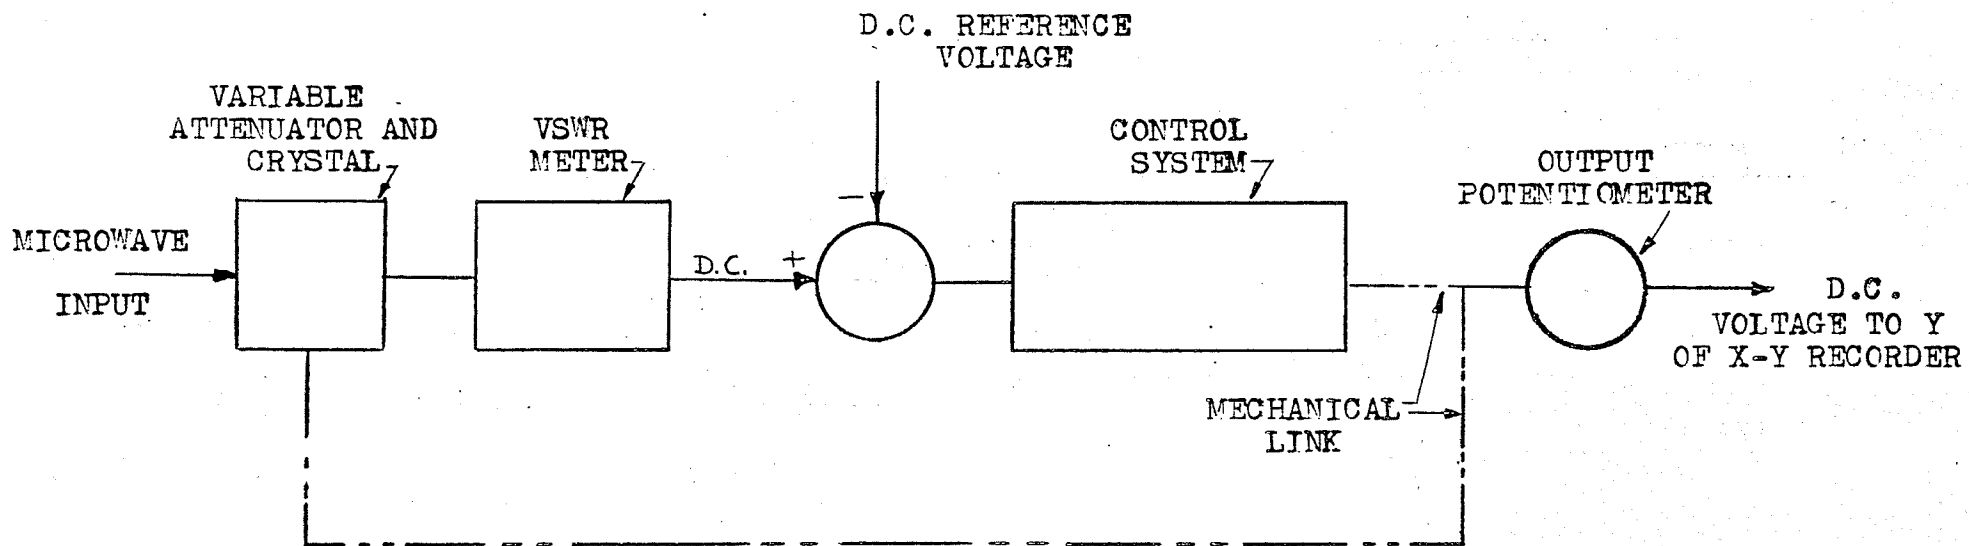 D.C. REFERENCE
VOLTAGE
VARIABLE
ATTENUATOR AND
CRYSTAL
VSWR
METER
CONTROL
SYSTEM
OUTPUT
POTENTIOMETER
MICROWAVE
INPUT
D.C.
+
−
D.C.
VOLTAGE TO Y
OF X-Y RECORDER
MECHANICAL
LINK